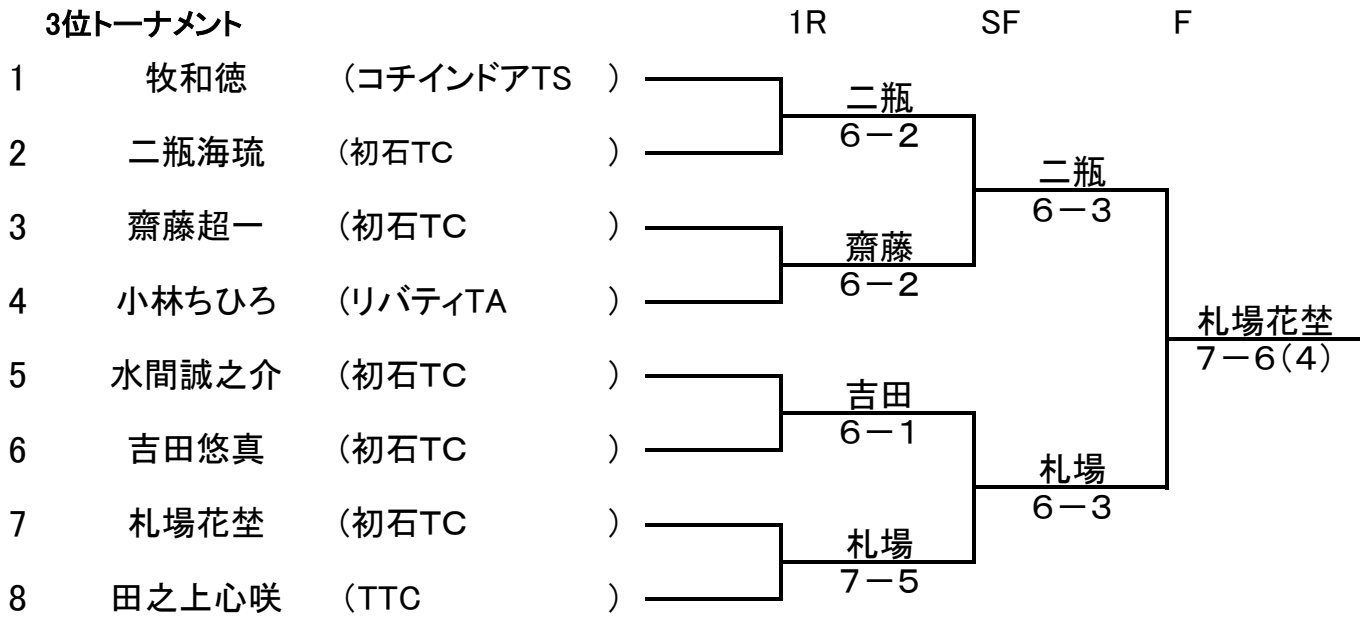 3位トーナメント 1R SF F
1 牧和徳 (コチインドアTS )
二瓶
6-2
2 二瓶海琉 (初石TC )
二瓶
6-3
3 齋藤超一 (初石TC )
齋藤
6-2
4 小林ちひろ (リバティTA )
札場花埜
7-6(4)
5 水間誠之介 (初石TC )
吉田
6-1
6 吉田悠真 (初石TC )
札場
6-3
7 札場花埜 (初石TC )
札場
7-5
8 田之上心咲 (TTC )